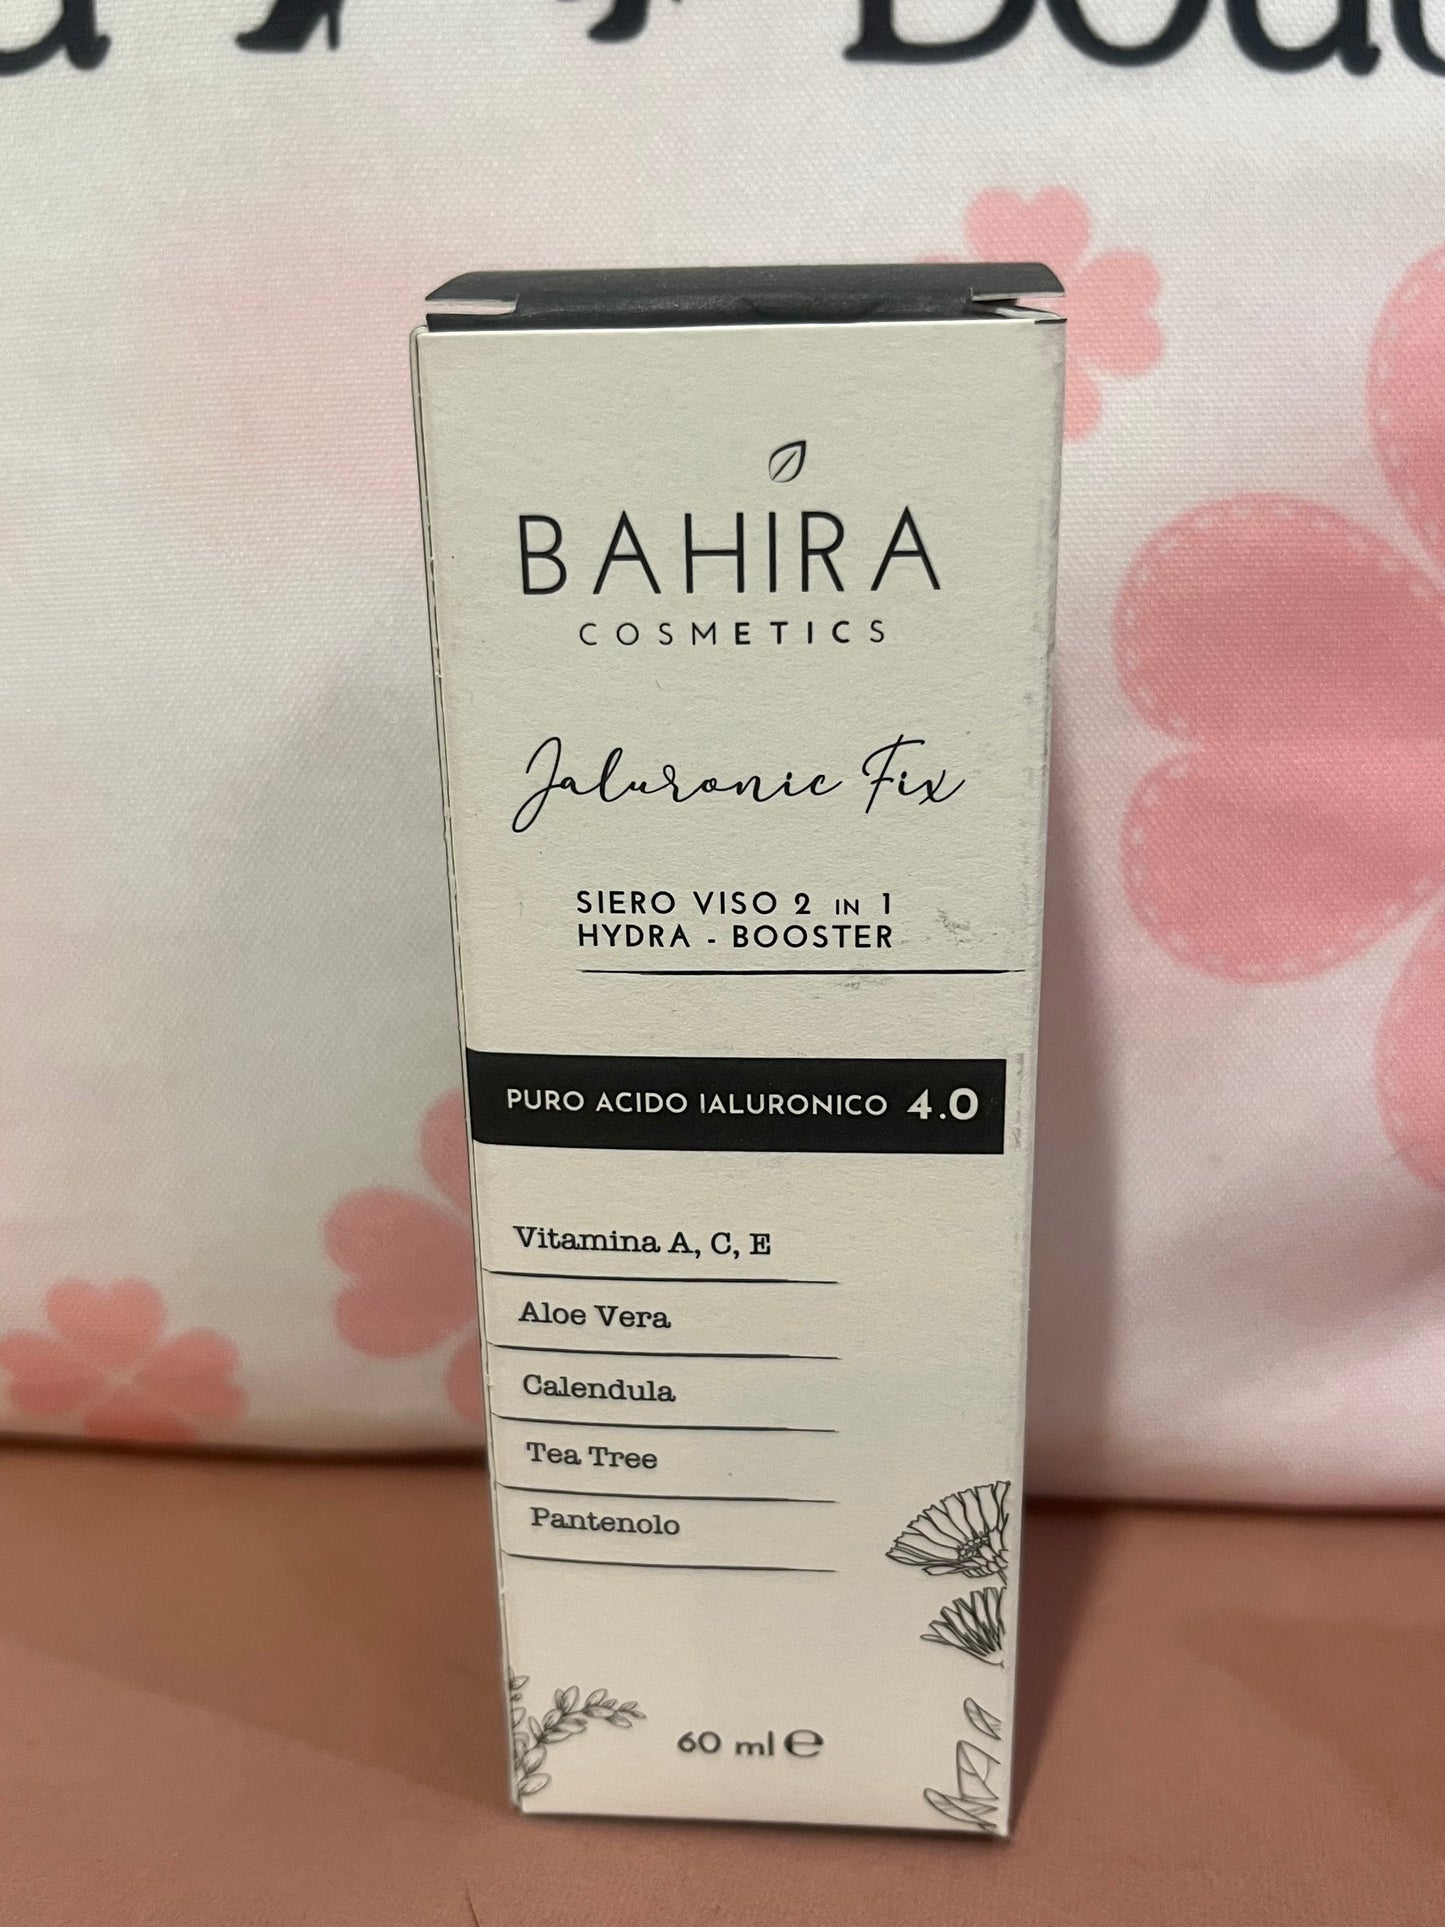 BAHIRA
COSMETICS
Jaluronic Fix
SIERO VISO 2 IN 1
HYDRA - BOOSTER
PURO ACIDO IALURONICO 4.0
Vitamina A, C, E
Aloe Vera
Calendula
Tea Tree
Pantenolo
60 ml ℮